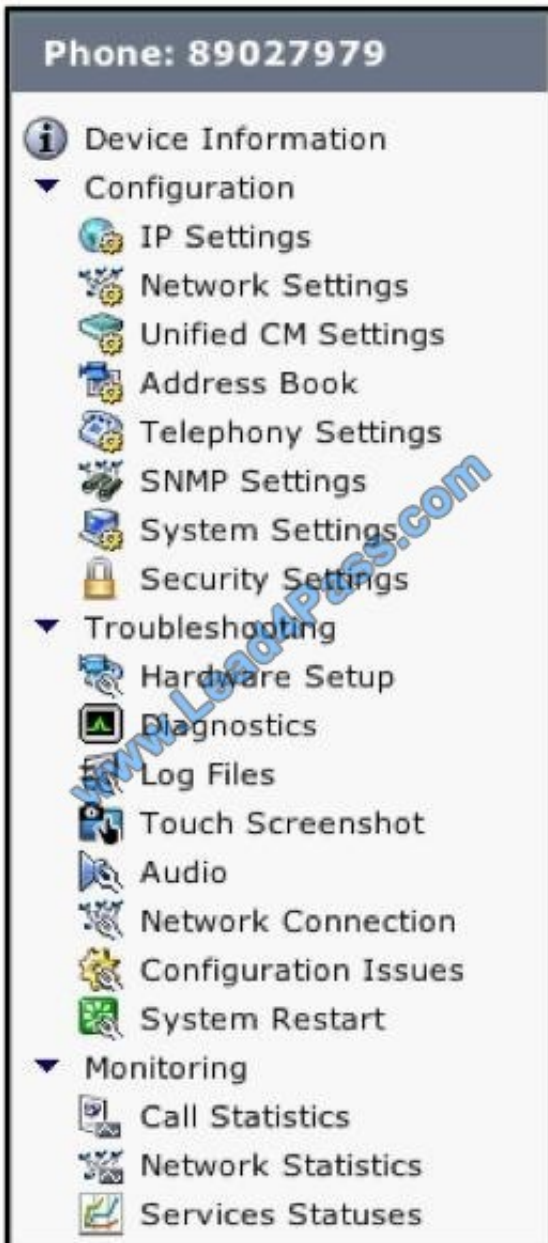 Phone: 89027979
Device Information
Configuration
IP Settings
Network Settings
Unified CM Settings
Address Book
Telephony Settings
SNMP Settings
System Settings
Security Settings
Troubleshooting
Hardware Setup
Diagnostics
Log Files
Touch Screenshot
Audio
Network Connection
Configuration Issues
System Restart
Monitoring
Call Statistics
Network Statistics
Services Statuses
www.Lead4Pass.com